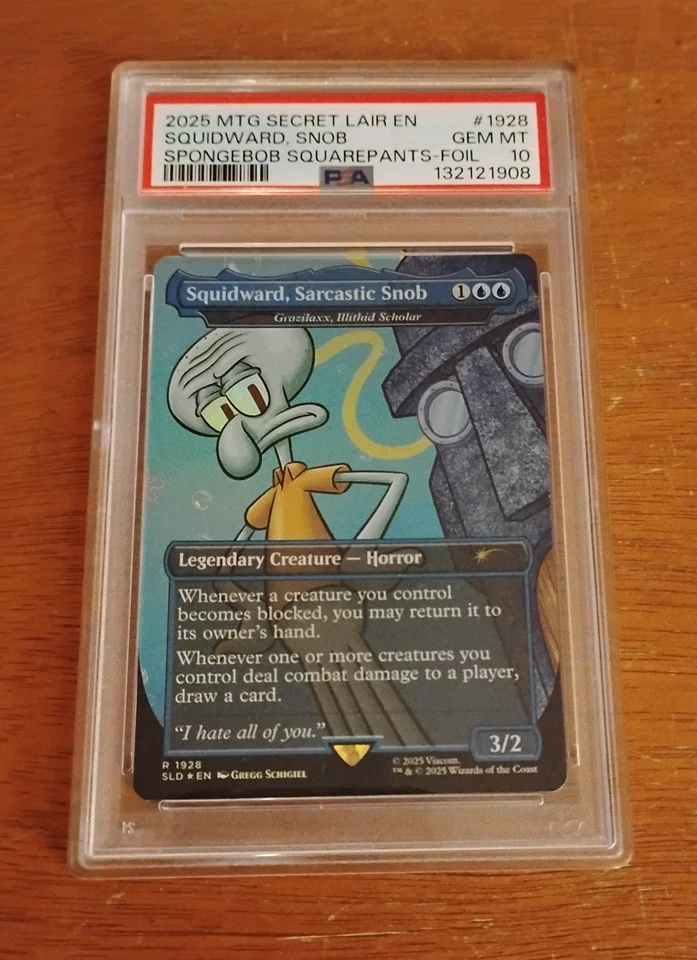 2025 MTG SECRET LAIR EN #1928
SQUIDWARD, SNOB GEM MT
SPONGEBOB SQUAREPANTS-FOIL 10
PSA 132121908
Squidward, Sarcastic Snob 1
Grazilaxx, Illithid Scholar
Legendary Creature — Horror
Whenever a creature you control
becomes blocked, you may return it to
its owner's hand.
Whenever one or more creatures you
control deal combat damage to a player,
draw a card.
"I hate all of you."
3/2
R 1928
SLD ★ EN GREGG SCHIGIEL
© 2025 Viacom.
™ & © 2025 Wizards of the Coast